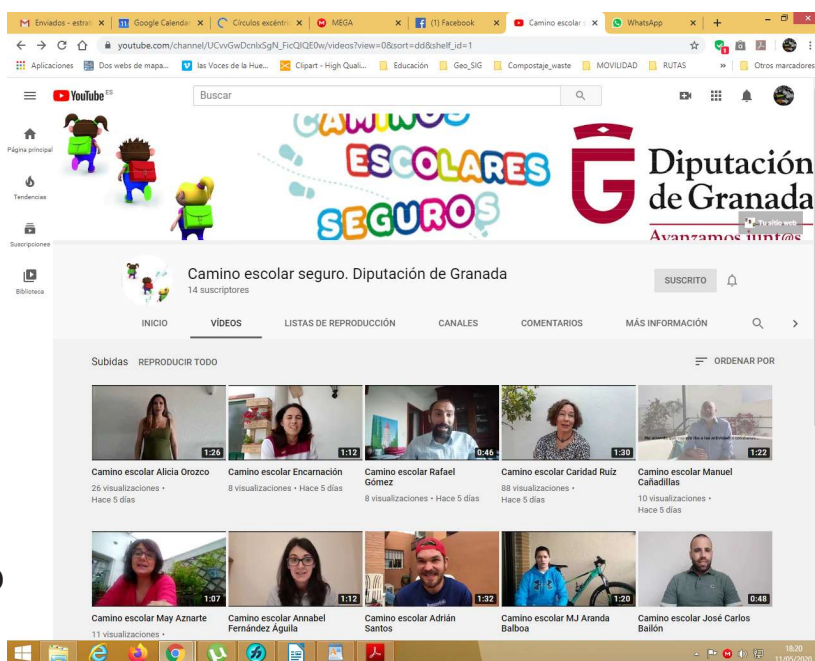 Enviados - estrat
Google Calendar
Círculos excéntric
MEGA
(1) Facebook
Camino escolar s
WhatsApp
youtube.com/channel/UCvvGwDcnlxSgN_FicQIQE0w/videos?view=0&sort=dd&shelf_id=1
Aplicaciones
Dos webs de mapa...
las Voces de la Hue...
Clipart - High Quali...
Educación
Geo_SIG
Compostaje_waste
MOVILIDAD
RUTAS
»
Otros marcadores
YouTube ES
Buscar
Página principal
Tendencias
Suscripciones
Biblioteca
CAMINOS
ESCOLARES
SEGUROS
Diputación
de Granada
Avanzamos junt@s
Tu sitio web
Camino escolar seguro. Diputación de Granada
14 suscriptores
SUSCRITO
INICIO
VÍDEOS
LISTAS DE REPRODUCCIÓN
CANALES
COMENTARIOS
MÁS INFORMACIÓN
Subidas REPRODUCIR TODO
ORDENAR POR
1:26
Camino escolar Alicia Orozco
26 visualizaciones •
Hace 5 días
1:12
Camino escolar Encarnación
8 visualizaciones • Hace 5 días
0:46
Camino escolar Rafael
Gómez
8 visualizaciones • Hace 5 días
1:30
Camino escolar Caridad Ruíz
88 visualizaciones •
Hace 5 días
1:22
Camino escolar Manuel
Cañadillas
10 visualizaciones •
Hace 5 días
1:07
Camino escolar May Aznarte
11 visualizaciones •
1:12
Camino escolar Annabel
Fernández Águila
1:32
Camino escolar Adrián
Santos
1:20
Camino escolar MJ Aranda
Balboa
0:48
Camino escolar José Carlos
Bailón
18:20
11/05/2020